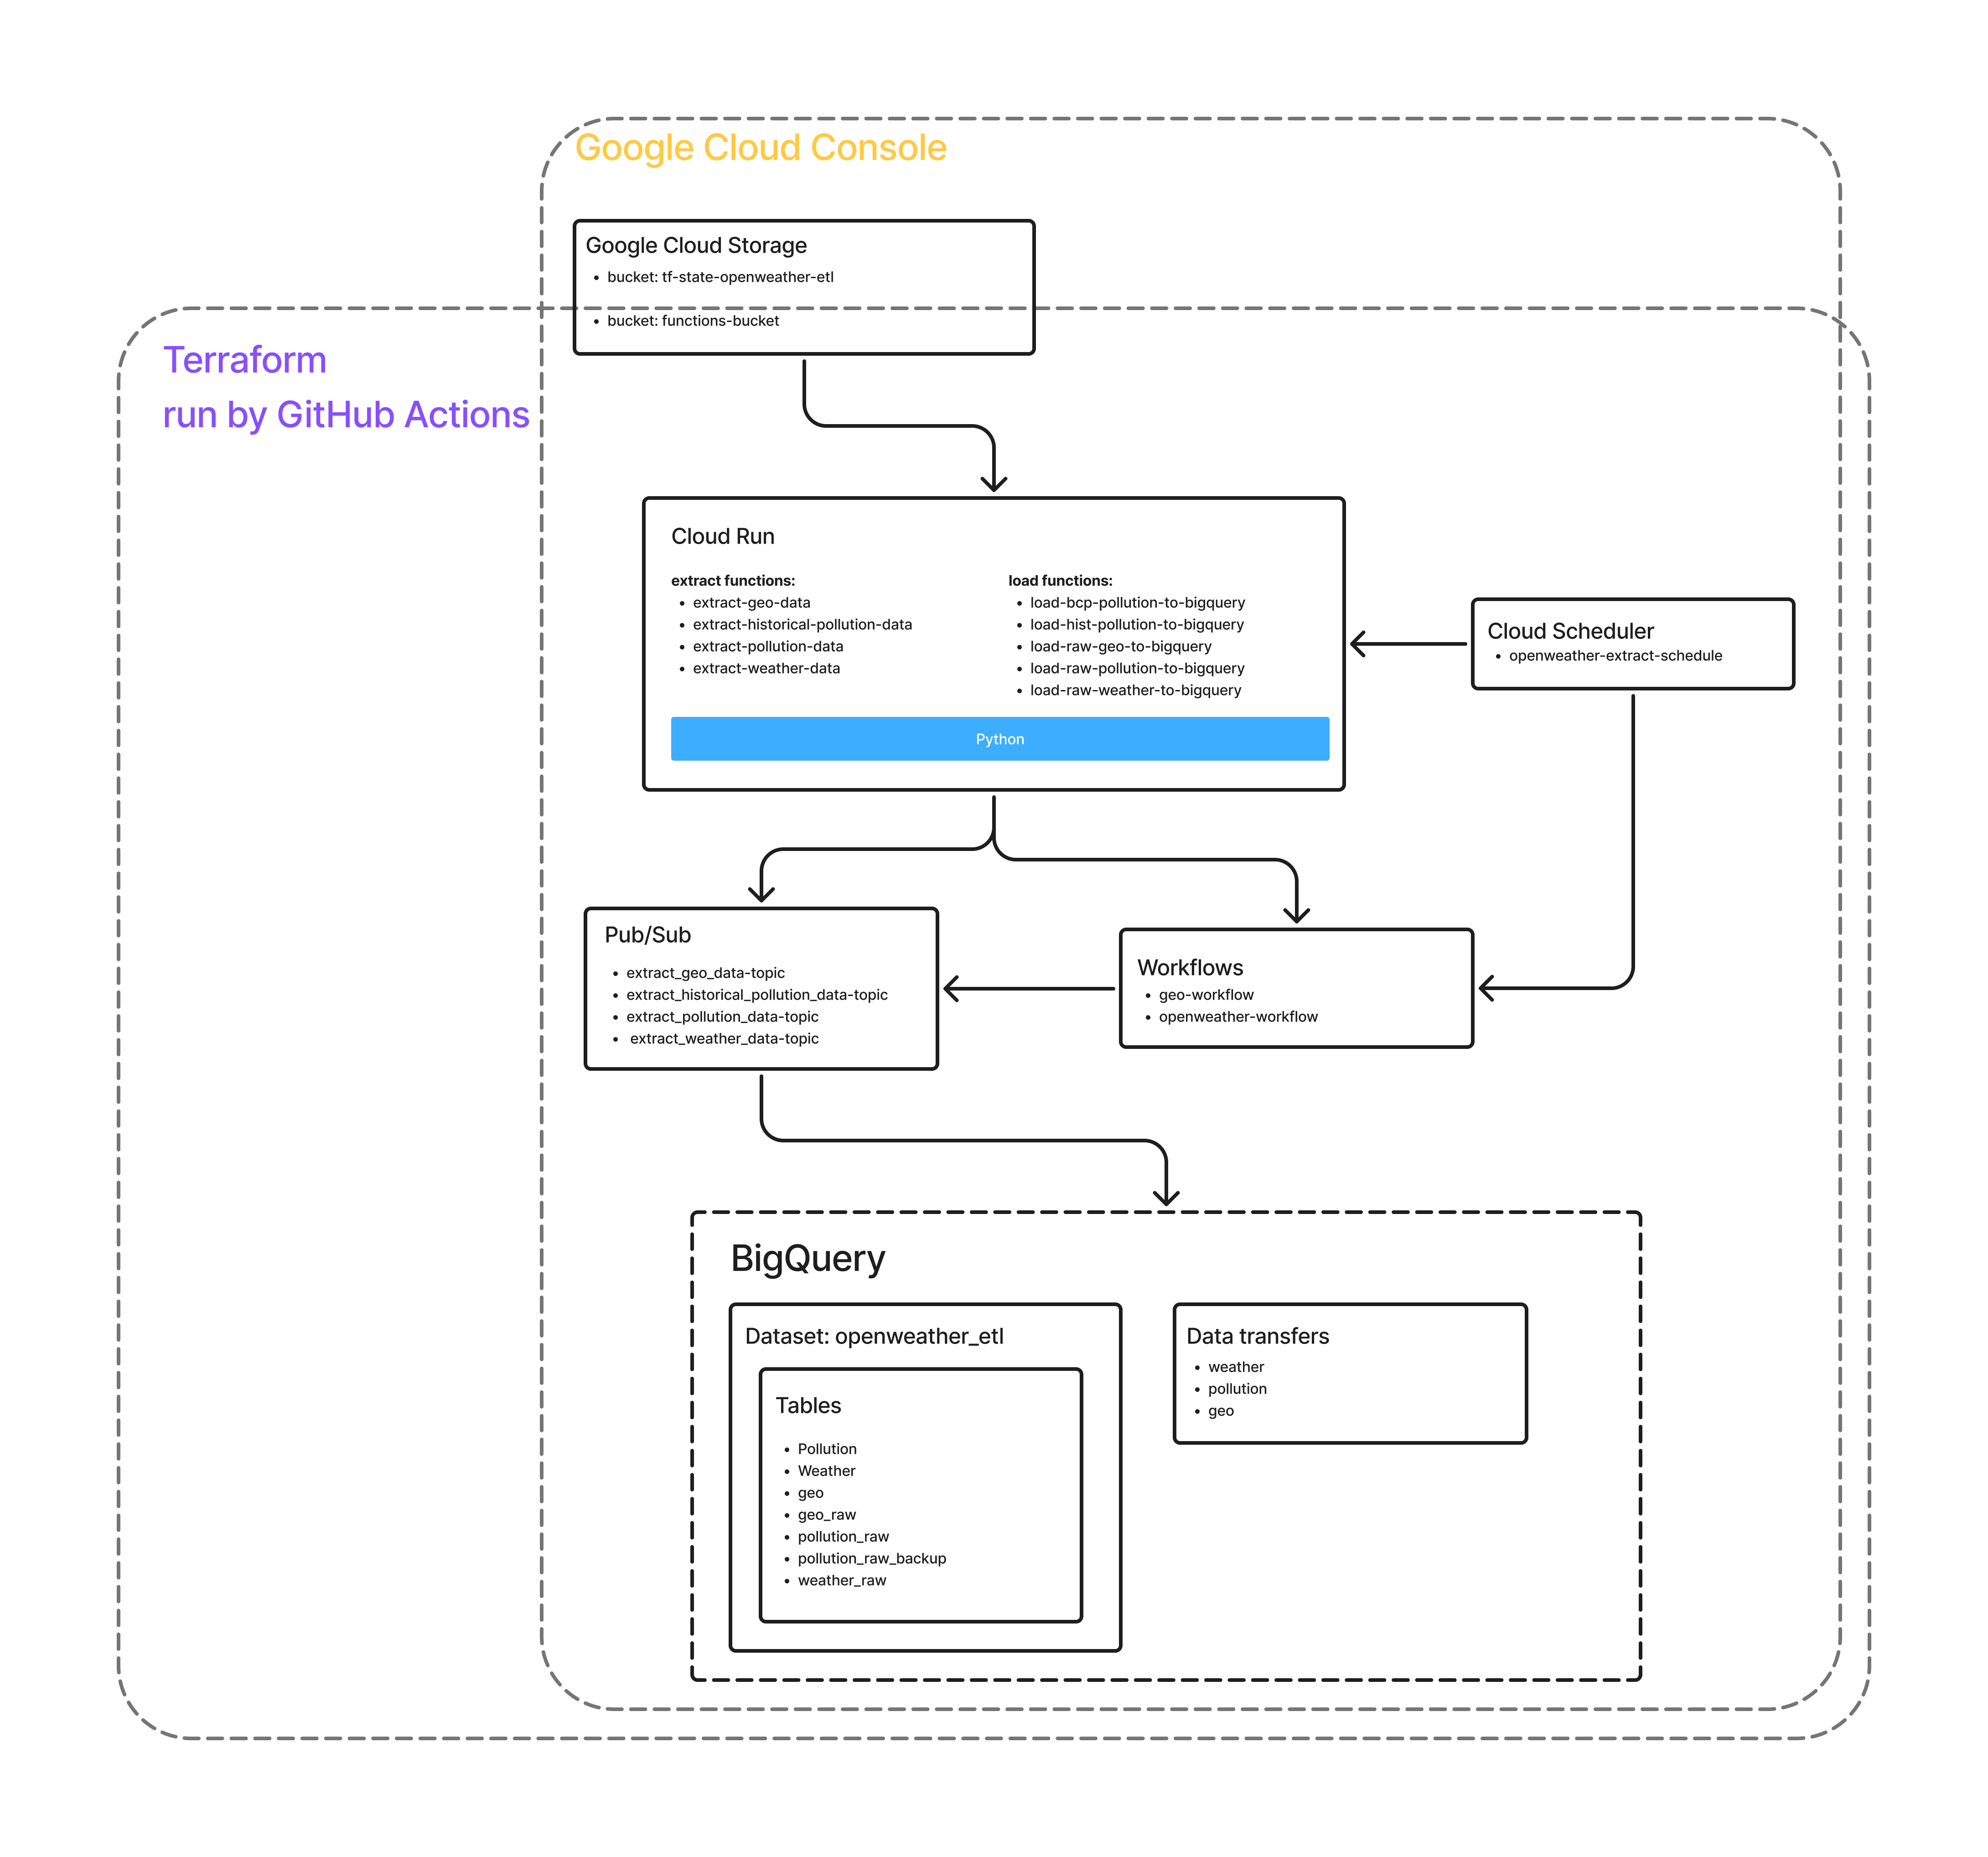 Google Cloud Console
Google Cloud Storage
• bucket: tf-state-openweather-etl
• bucket: functions-bucket
Terraform
run by GitHub Actions
Cloud Run
extract functions:
• extract-geo-data
• extract-historical-pollution-data
• extract-pollution-data
• extract-weather-data
load functions:
• load-bcp-pollution-to-bigquery
• load-hist-pollution-to-bigquery
• load-raw-geo-to-bigquery
• load-raw-pollution-to-bigquery
• load-raw-weather-to-bigquery
Python
Cloud Scheduler
• openweather-extract-schedule
Pub/Sub
• extract_geo_data-topic
• extract_historical_pollution_data-topic
• extract_pollution_data-topic
• extract_weather_data-topic
Workflows
• geo-workflow
• openweather-workflow
BigQuery
Dataset: openweather_etl
Tables
• Pollution
• Weather
• geo
• geo_raw
• pollution_raw
• pollution_raw_backup
• weather_raw
Data transfers
• weather
• pollution
• geo